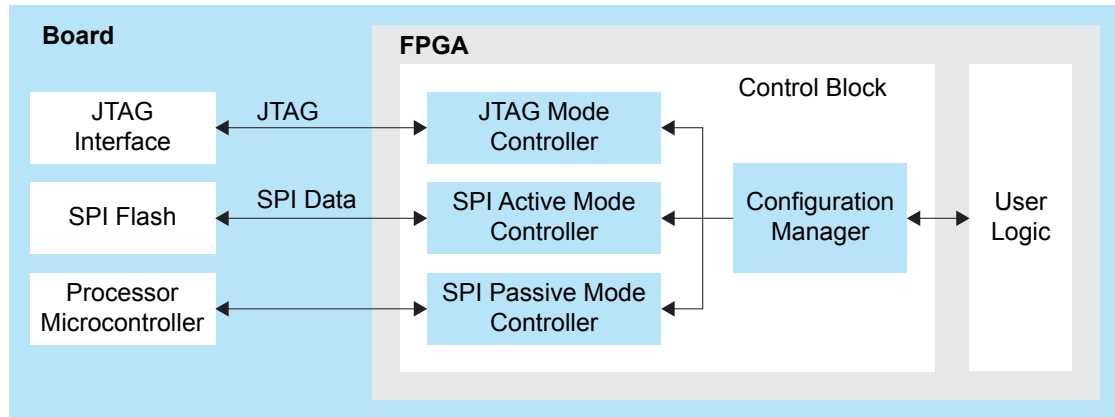 Board
FPGA
Control Block
JTAG
Interface
JTAG
JTAG Mode
Controller
SPI Flash
SPI Data
SPI Active Mode
Controller
Configuration
Manager
User
Logic
Processor
Microcontroller
SPI Passive Mode
Controller